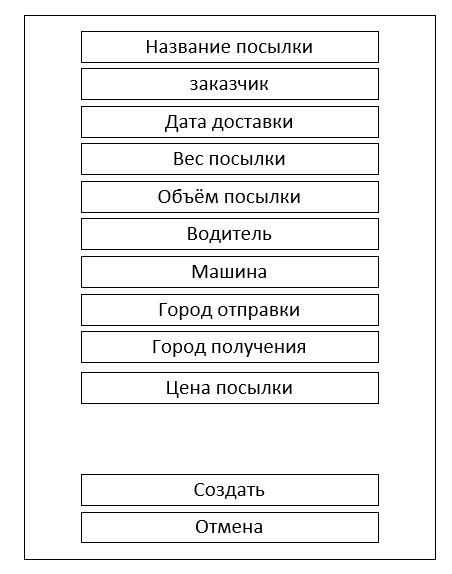 Название посылки
заказчик
Дата доставки
Вес посылки
Объём посылки
Водитель
Машина
Город отправки
Город получения
Цена посылки
Создать
Отмена